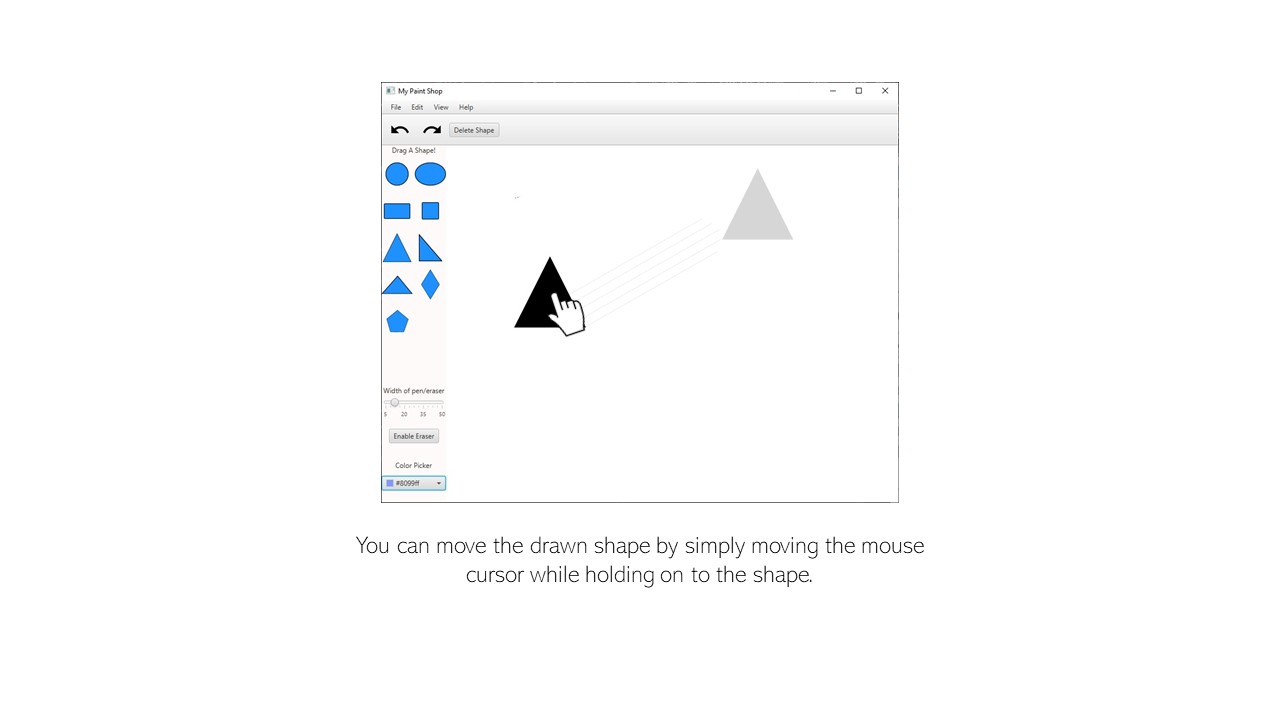 My Paint Shop
File Edit View Help
Delete Shape
Drag A Shape!
Width of pen/eraser
5 20 35 50
Enable Eraser
Color Picker
#8099ff
You can move the drawn shape by simply moving the mouse
cursor while holding on to the shape.